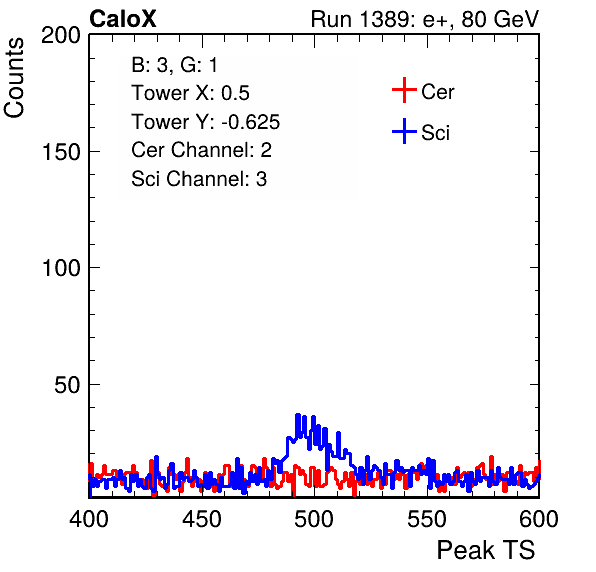 CaloX Run 1389: e+, 80 GeV
Counts
200
150
100
50
B: 3, G: 1
Tower X: 0.5
Tower Y: -0.625
Cer Channel: 2
Sci Channel: 3
Cer
Sci
400 450 500 550 600
Peak TS